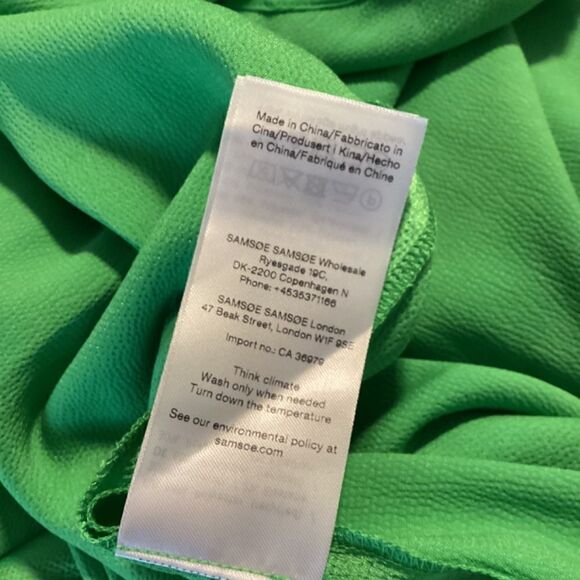 Made in China/Fabbricato in
Cina/Produsert i Kina/Hecho
en China/Fabriqué en Chine
SAMSØE SAMSØE Wholesale
Ryesgade 19C,
DK-2200 Copenhagen N
Phone: +4535371166
SAMSØE SAMSØE London
47 Beak Street, London W1F 9SE
Import no.: CA 36979
Think climate
Wash only when needed
Turn down the temperature
See our environmental policy at
samsoe.com